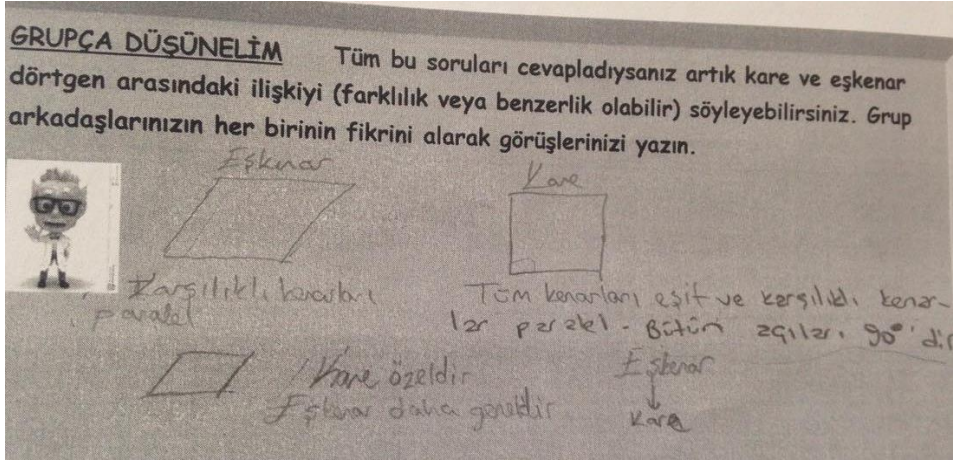 GRUPÇA DÜŞÜNELİM Tüm bu soruları cevapladıysanız artık kare ve eşkenar
dörtgen arasındaki ilişkiyi (farklılık veya benzerlik olabilir) söyleyebilirsiniz. Grup
arkadaşlarınızın her birinin fikrini alarak görüşlerinizi yazın.
Eşkenar
Kare
Karşılıklı kenarları
paralel
Tüm kenarları eşit ve karşılıklı kenar-
lar paralel - Bütün açıları 90°'dir
Kare özeldir
Eşkenar daha geneldir
Eşkenar
↓
Kare